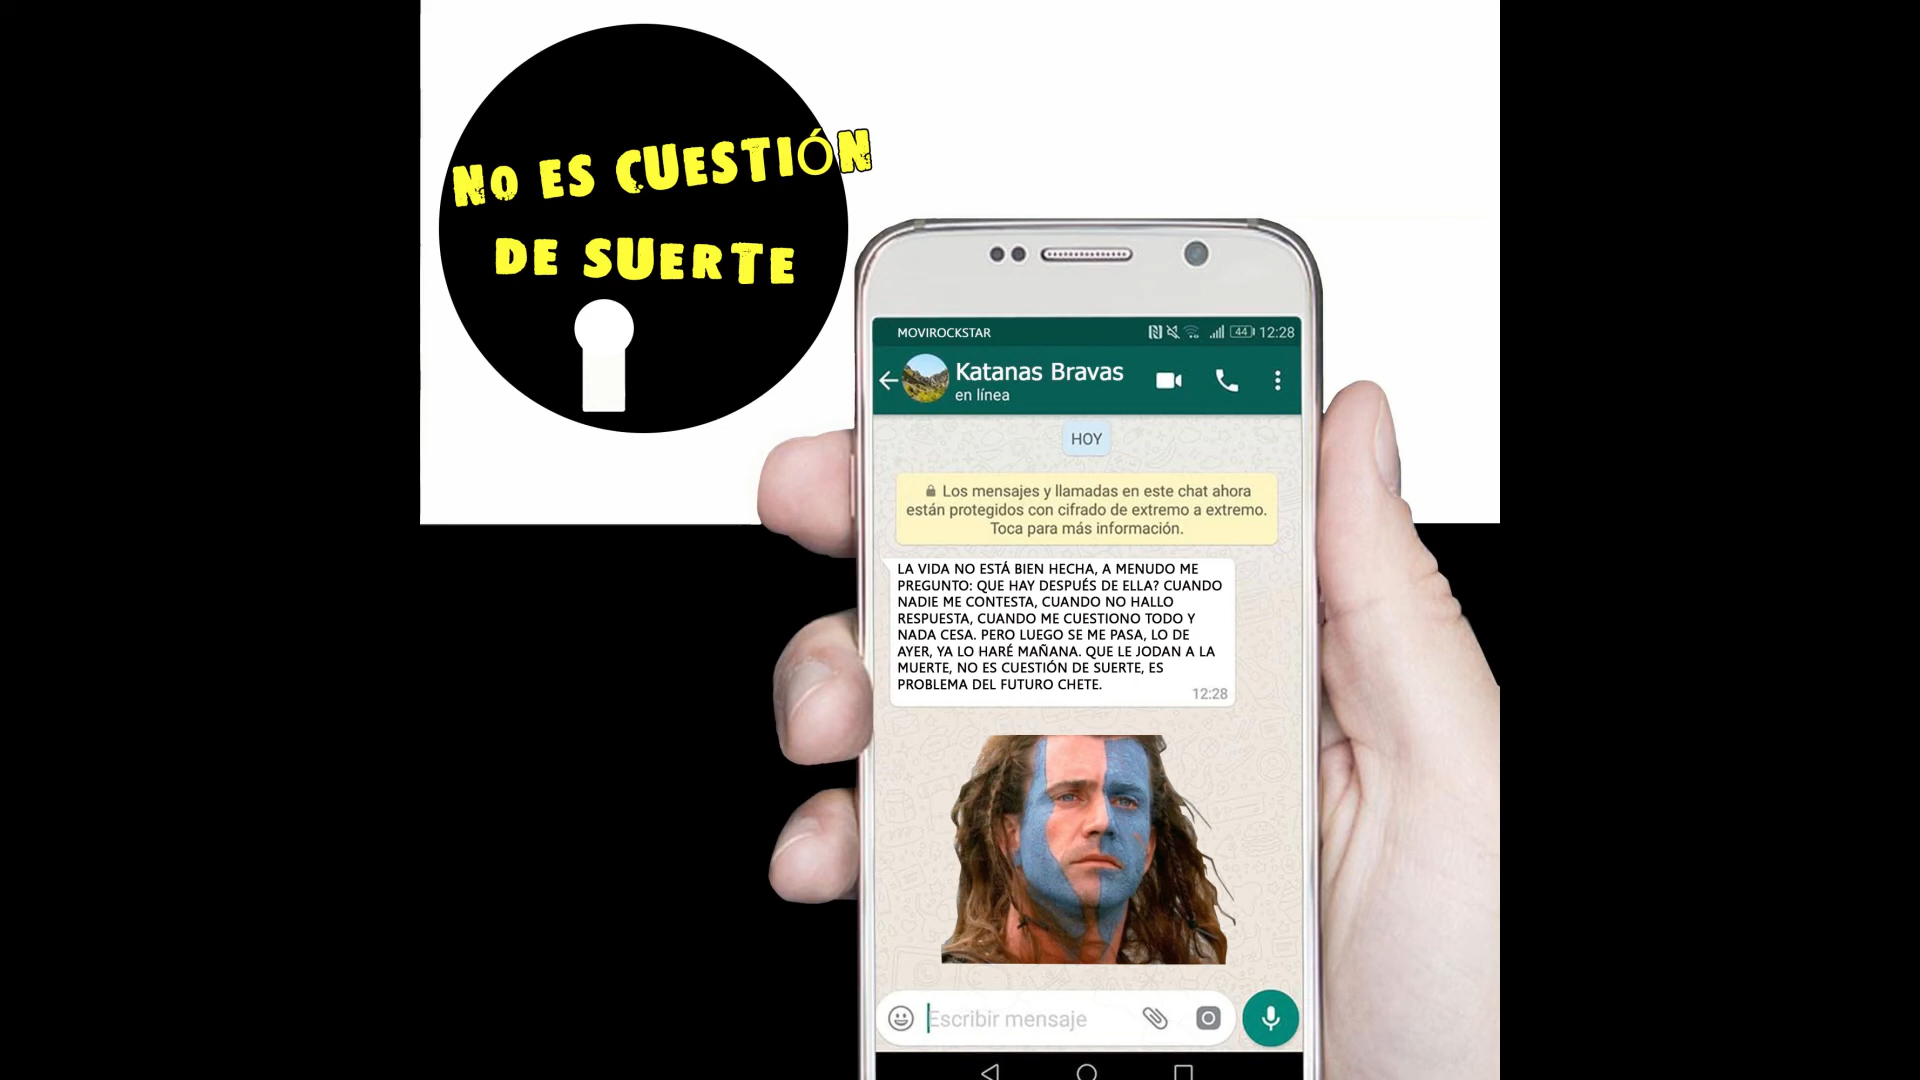 NO ES CUESTIÓN
DE SUERTE
MOVIROCKSTAR
44 12:28
Katanas Bravas
en línea
HOY
Los mensajes y llamadas en este chat ahora
están protegidos con cifrado de extremo a extremo.
Toca para más información.
LA VIDA NO ESTÁ BIEN HECHA, A MENUDO ME
PREGUNTO: QUE HAY DESPUÉS DE ELLA? CUANDO
NADIE ME CONTESTA, CUANDO NO HALLO
RESPUESTA, CUANDO ME CUESTIONO TODO Y
NADA CESA. PERO LUEGO SE ME PASA, LO DE
AYER, YA LO HARÉ MAÑANA. QUE LE JODAN A LA
MUERTE, NO ES CUESTIÓN DE SUERTE, ES
PROBLEMA DEL FUTURO CHETE.
12:28
Escribir mensaje